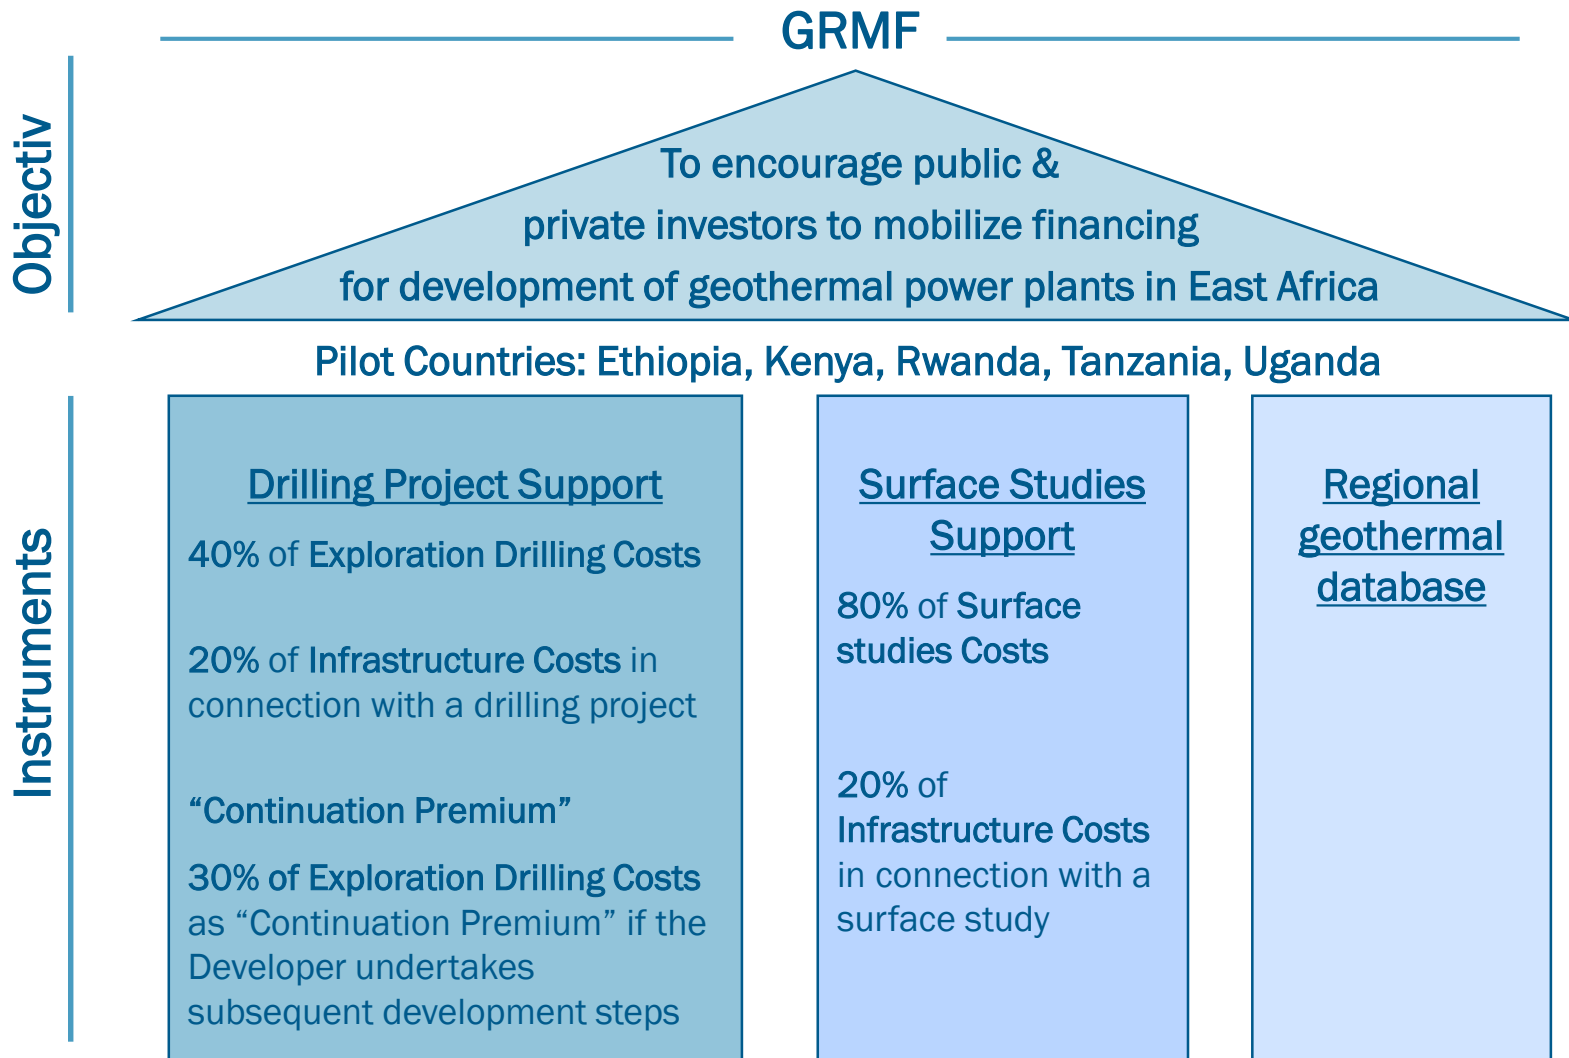 GRMF
Objectiv
To encourage public &
private investors to mobilize financing
for development of geothermal power plants in East Africa
Pilot Countries: Ethiopia, Kenya, Rwanda, Tanzania, Uganda
Instruments
Drilling Project Support
40% of Exploration Drilling Costs
20% of Infrastructure Costs in
connection with a drilling project
“Continuation Premium”
30% of Exploration Drilling Costs
as “Continuation Premium” if the
Developer undertakes
subsequent development steps
Surface Studies
Support
80% of Surface
studies Costs
20% of
Infrastructure Costs
in connection with a
surface study
Regional
geothermal
database